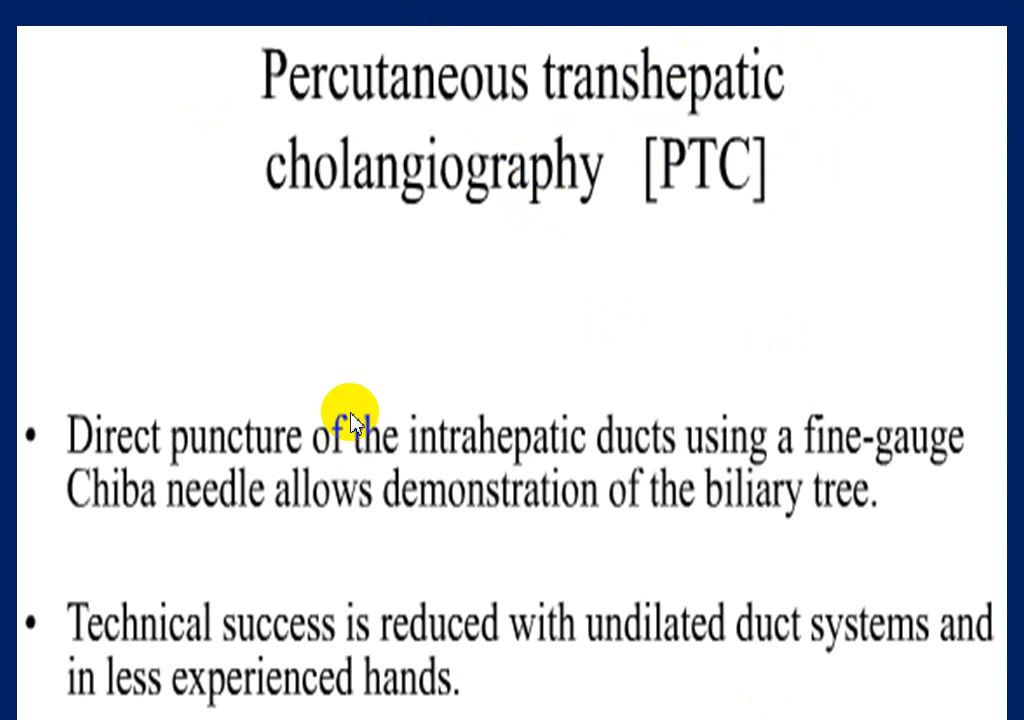 Percutaneous transhepatic
cholangiography [PTC]
• Direct puncture of the intrahepatic ducts using a fine-gauge
Chiba needle allows demonstration of the biliary tree.
• Technical success is reduced with undilated duct systems and
in less experienced hands.